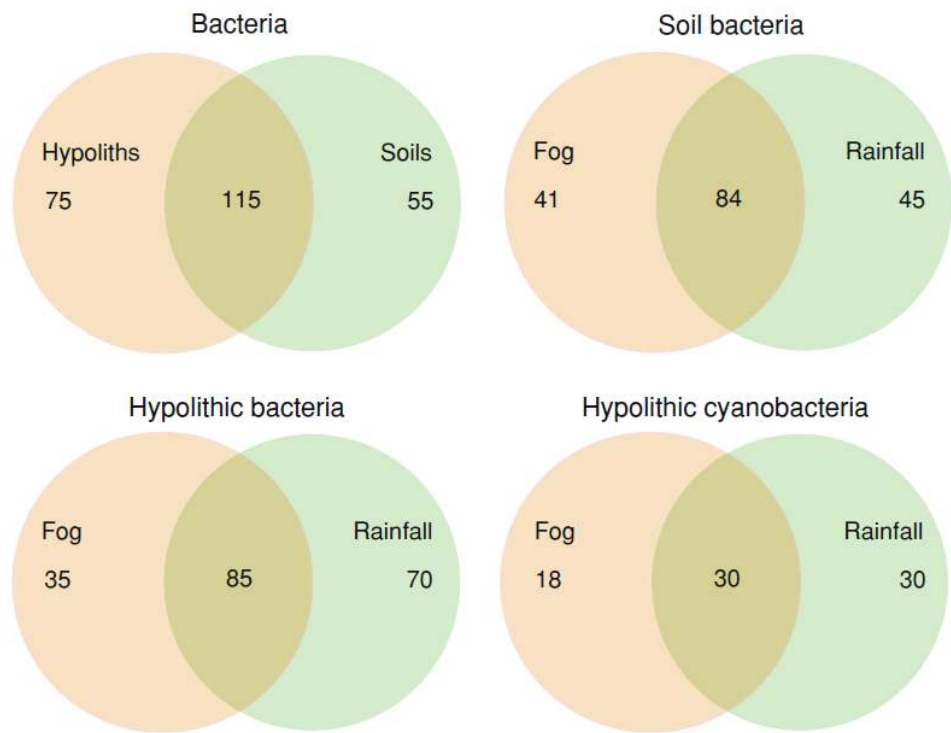 Bacteria
Hypoliths
Soils
75
115
55
Soil bacteria
Fog
Rainfall
41
84
45
Hypolithic bacteria
Fog
Rainfall
35
85
70
Hypolithic cyanobacteria
Fog
Rainfall
18
30
30